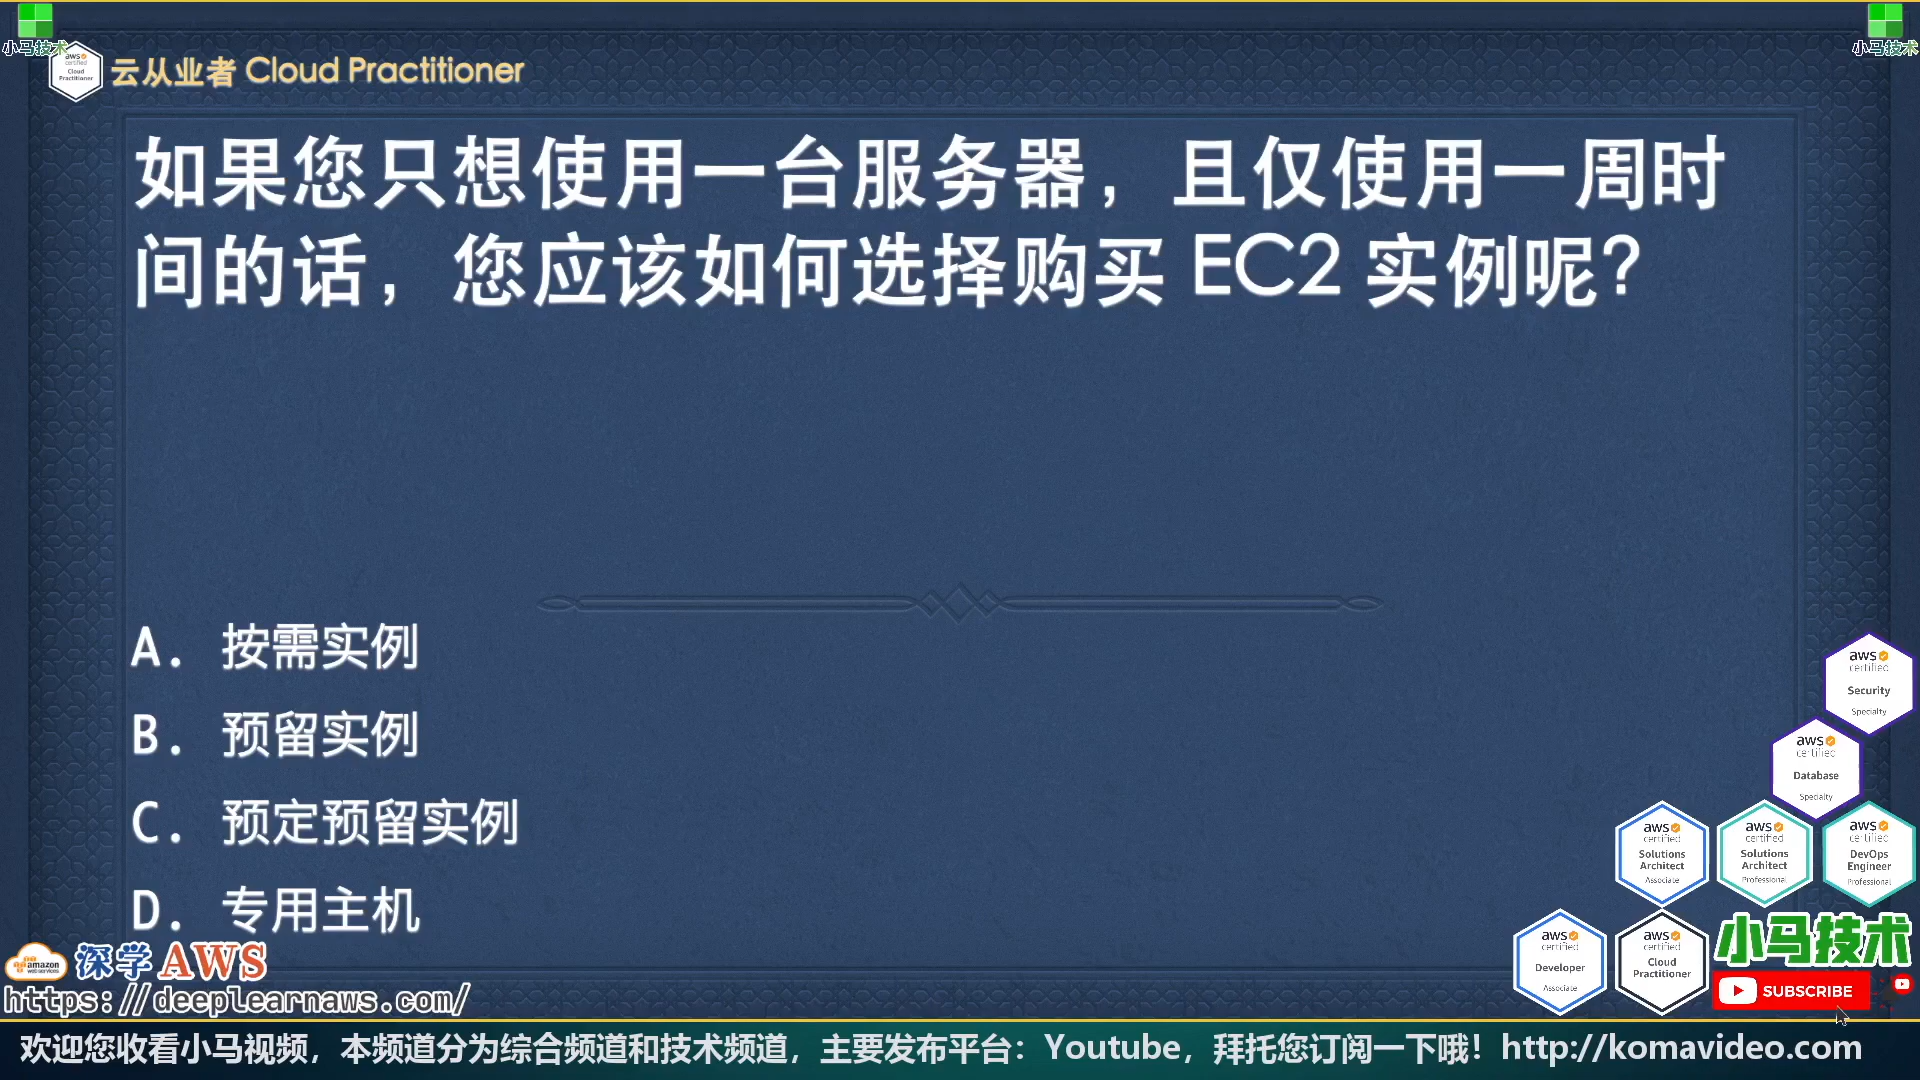 小马技术
小马技术
aws certified Cloud Practitioner
云从业者 Cloud Practitioner
如果您只想使用一台服务器，且仅使用一周时
间的话，您应该如何选择购买 EC2 实例呢？
A. 按需实例
B. 预留实例
C. 预定预留实例
D. 专用主机
aws
certified
Security
Specialty
aws
certified
Database
Specialty
aws
certified
Solutions
Architect
Associate
aws
certified
Solutions
Architect
Professional
aws
certified
DevOps
Engineer
Professional
aws
certified
Developer
Associate
aws
certified
Cloud
Practitioner
小马技术
SUBSCRIBE
amazon
web services
深学 AWS
https://deeplearnaws.com/
欢迎您收看小马视频，本频道分为综合频道和技术频道，主要发布平台：Youtube，拜托您订阅一下哦！http://komavideo.com